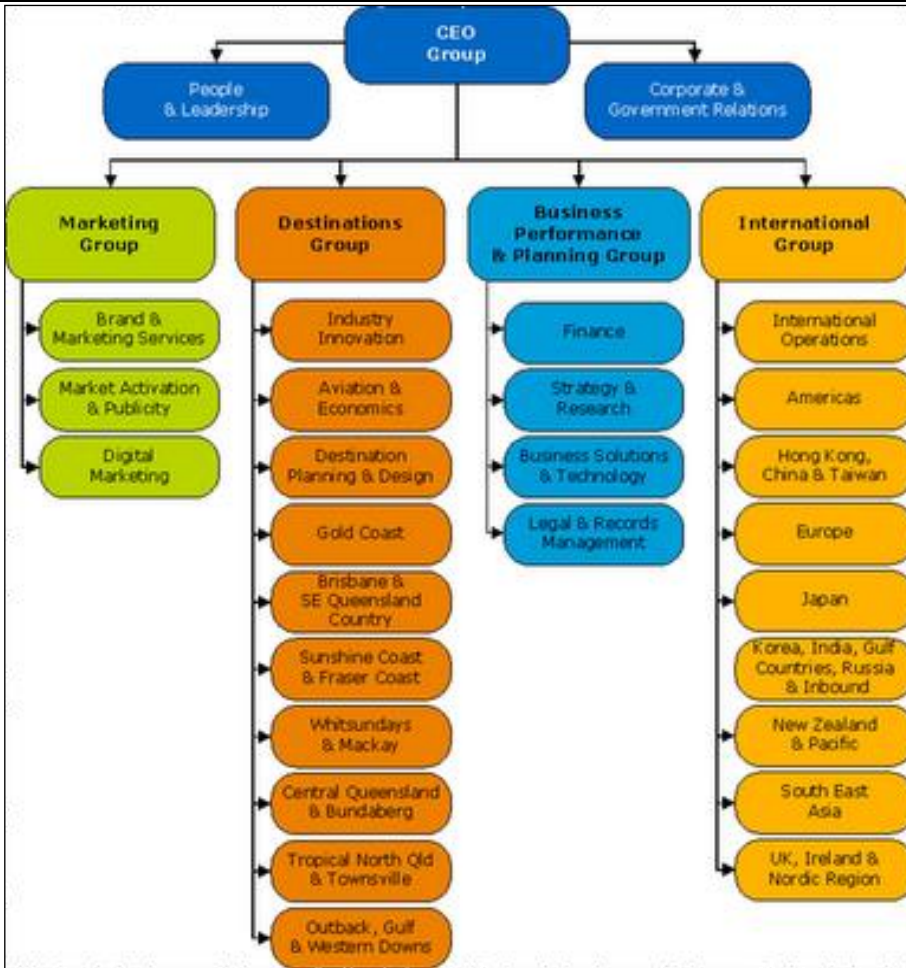 CEO
Group
People
& Leadership
Corporate &
Government Relations
Marketing
Group
Destinations
Group
Business
Performance
& Planning Group
International
Group
Brand &
Marketing Services
Market Activation
& Publicity
Digital
Marketing
Industry
Innovation
Aviation &
Economics
Destination
Planning & Design
Gold Coast
Brisbane &
SE Queensland
Country
Sunshine Coast
& Fraser Coast
Whitsundays
& Mackay
Central Queensland
& Bundaberg
Tropical North Qld
& Townsville
Outback, Gulf
& Western Downs
Finance
Strategy &
Research
Business Solutions
& Technology
Legal & Records
Management
International
Operations
Americas
Hong Kong,
China & Taiwan
Europe
Japan
Korea, India, Gulf
Countries, Russia
& Inbound
New Zealand
& Pacific
South East
Asia
UK, Ireland &
Nordic Region